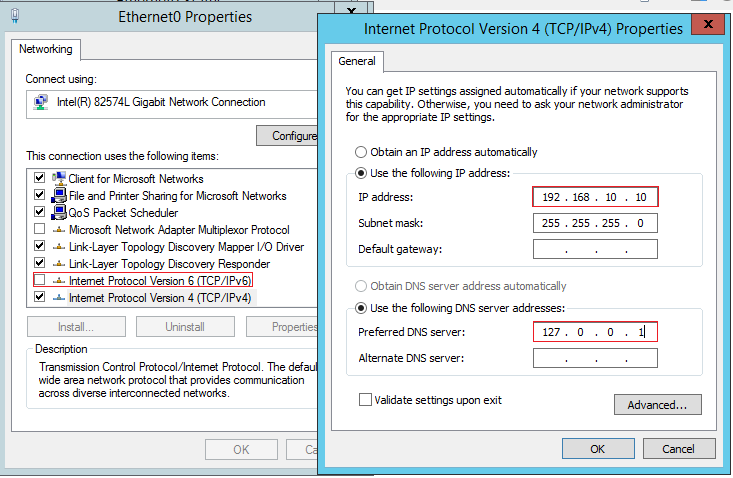 Ethernet0 Properties
x
Networking
Connect using:
Intel(R) 82574L Gigabit Network Connection
Configure
This connection uses the following items:
Client for Microsoft Networks
File and Printer Sharing for Microsoft Networks
QoS Packet Scheduler
Microsoft Network Adapter Multiplexor Protocol
Link-Layer Topology Discovery Mapper I/O Driver
Link-Layer Topology Discovery Responder
Internet Protocol Version 6 (TCP/IPv6)
Internet Protocol Version 4 (TCP/IPv4)
Install...
Uninstall
Properties
Description
Transmission Control Protocol/Internet Protocol. The defaul
wide area network protocol that provides communication
across diverse interconnected networks.
OK
Ca
Internet Protocol Version 4 (TCP/IPv4) Properties
x
General
You can get IP settings assigned automatically if your network supports
this capability. Otherwise, you need to ask your network administrator
for the appropriate IP settings.
Obtain an IP address automatically
Use the following IP address:
IP address: 192 . 168 . 10 . 10
Subnet mask: 255 . 255 . 255 . 0
Default gateway: . . .
Obtain DNS server address automatically
Use the following DNS server addresses:
Preferred DNS server: 127 . 0 . 0 . 1
Alternate DNS server: . . .
Validate settings upon exit
Advanced...
OK
Cancel